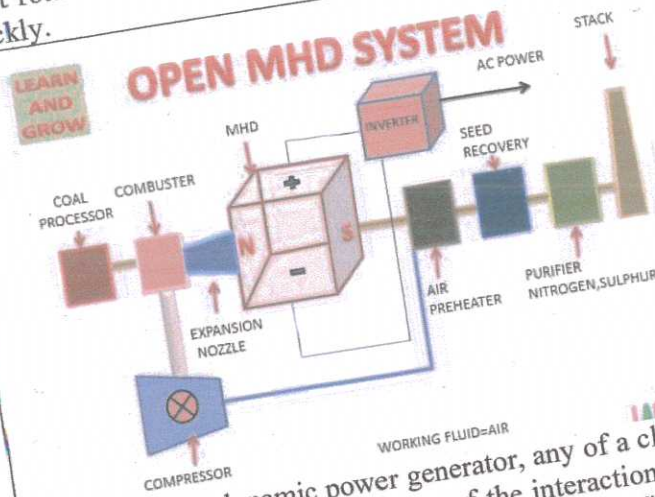 ckly.
LEARN
AND
GROW
OPEN MHD SYSTEM
STACK
AC POWER
INVERTER
MHD
SEED
RECOVERY
COAL
PROCESSOR
COMBUSTER
+
N
S
-
EXPANSION
NOZZLE
AIR
PREHEATER
PURIFIER
NITROGEN,SULPHUR
COMPRESSOR
WORKING FLUID=AIR
dynamic power generator, any of a cl
of the interaction